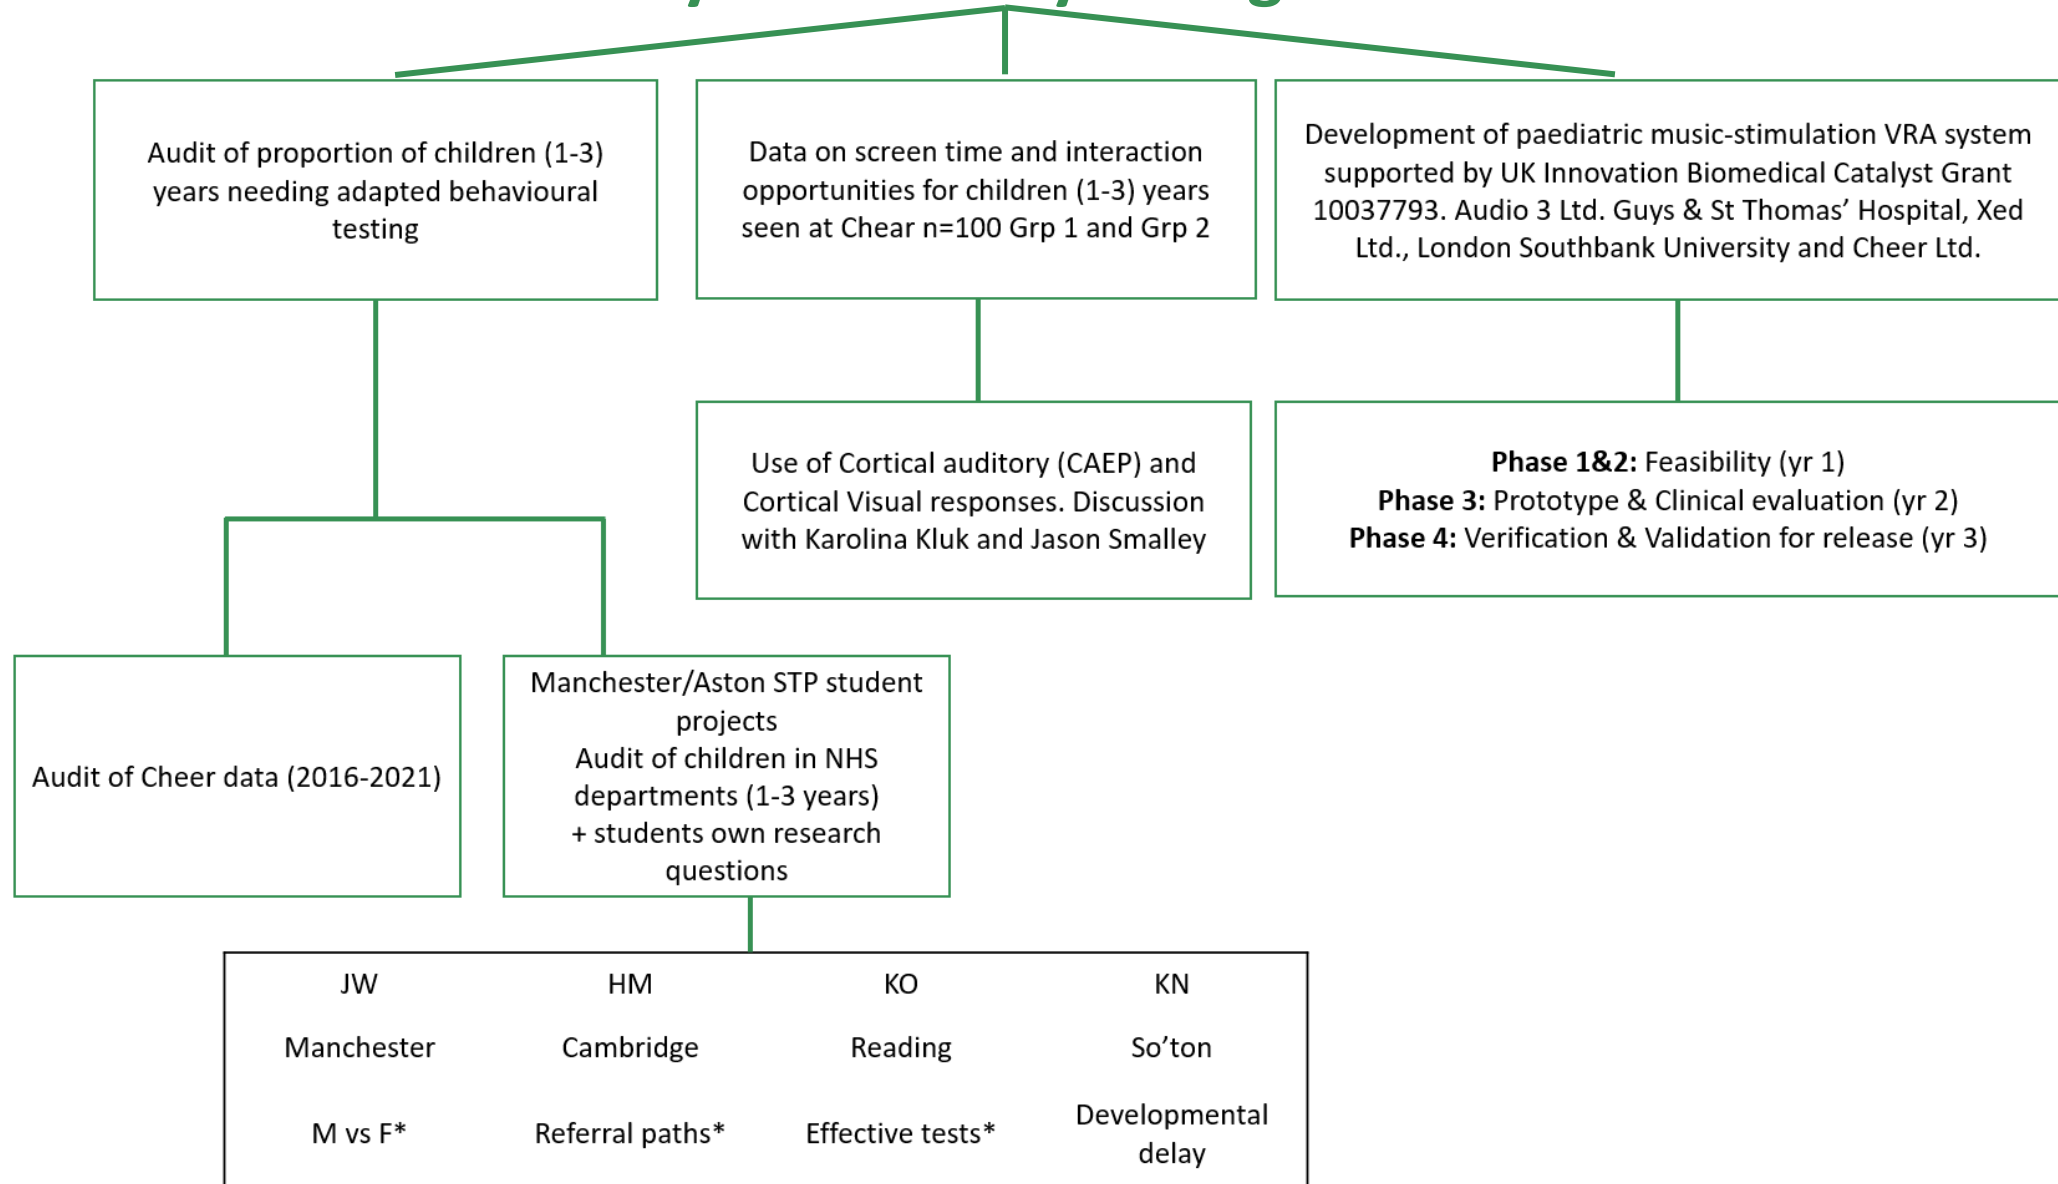 Audit of proportion of children (1-3)
years needing adapted behavioural
testing
Data on screen time and interaction
opportunities for children (1-3) years
seen at Chear n=100 Grp 1 and Grp 2
Development of paediatric music-stimulation VRA system
supported by UK Innovation Biomedical Catalyst Grant
10037793. Audio 3 Ltd. Guys & St Thomas’ Hospital, Xed
Ltd., London Southbank University and Cheer Ltd.
Use of Cortical auditory (CAEP) and
Cortical Visual responses. Discussion
with Karolina Kluk and Jason Smalley
Phase 1&2: Feasibility (yr 1)
Phase 3: Prototype & Clinical evaluation (yr 2)
Phase 4: Verification & Validation for release (yr 3)
Audit of Cheer data (2016-2021)
Manchester/Aston STP student
projects
Audit of children in NHS
departments (1-3 years)
+ students own research
questions
JW HM KO KN
Manchester Cambridge Reading So’ton
M vs F* Referral paths* Effective tests* Developmental
delay